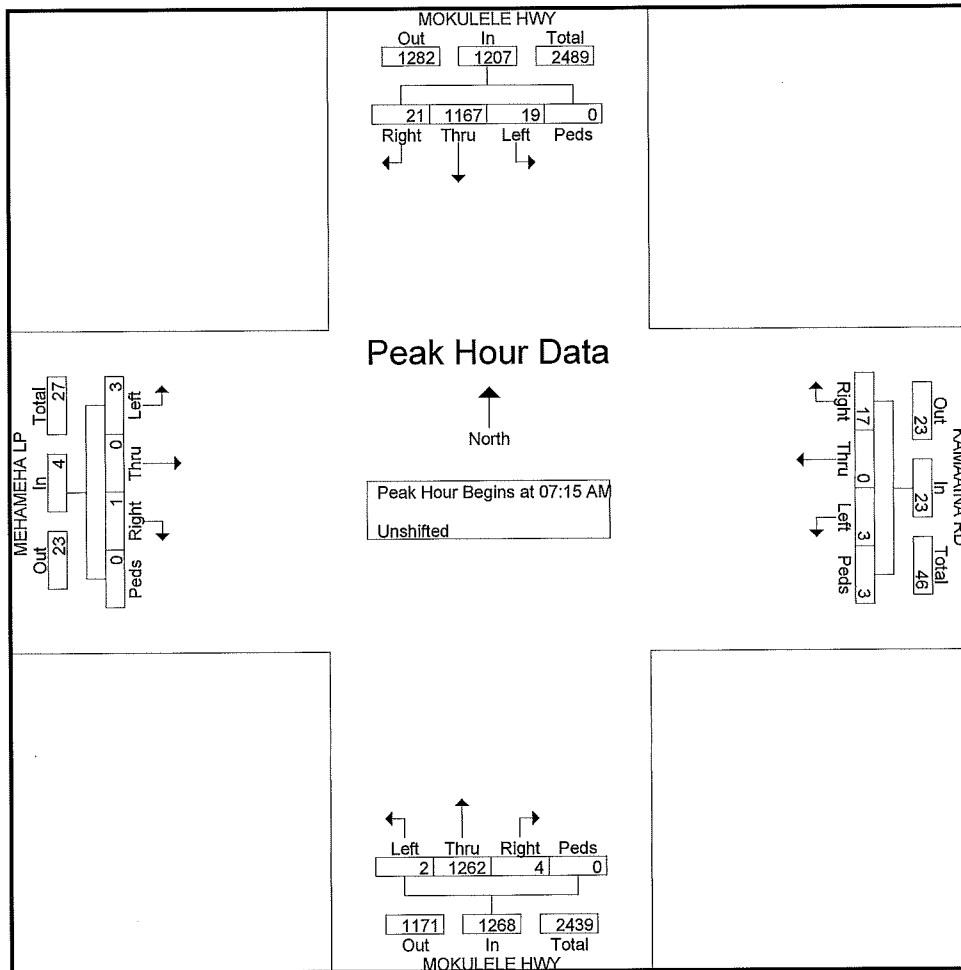 MOKULELE HWY
Out In Total
1282 1207 2489
21 1167 19 0
Right Thru Left Peds
Peak Hour Data
North
Peak Hour Begins at 07:15 AM
Unshifted
MEHAMEHA LP
Total In Out
27 4 23
3 0 1 0
Left Thru Right Peds
Right Thru Left Peds
17 0 3 3
Out In Total
23 23 46
KAMAAINA RD
Left Thru Right Peds
2 1262 4 0
1171 1268 2439
Out In Total
MOKULELE HWY